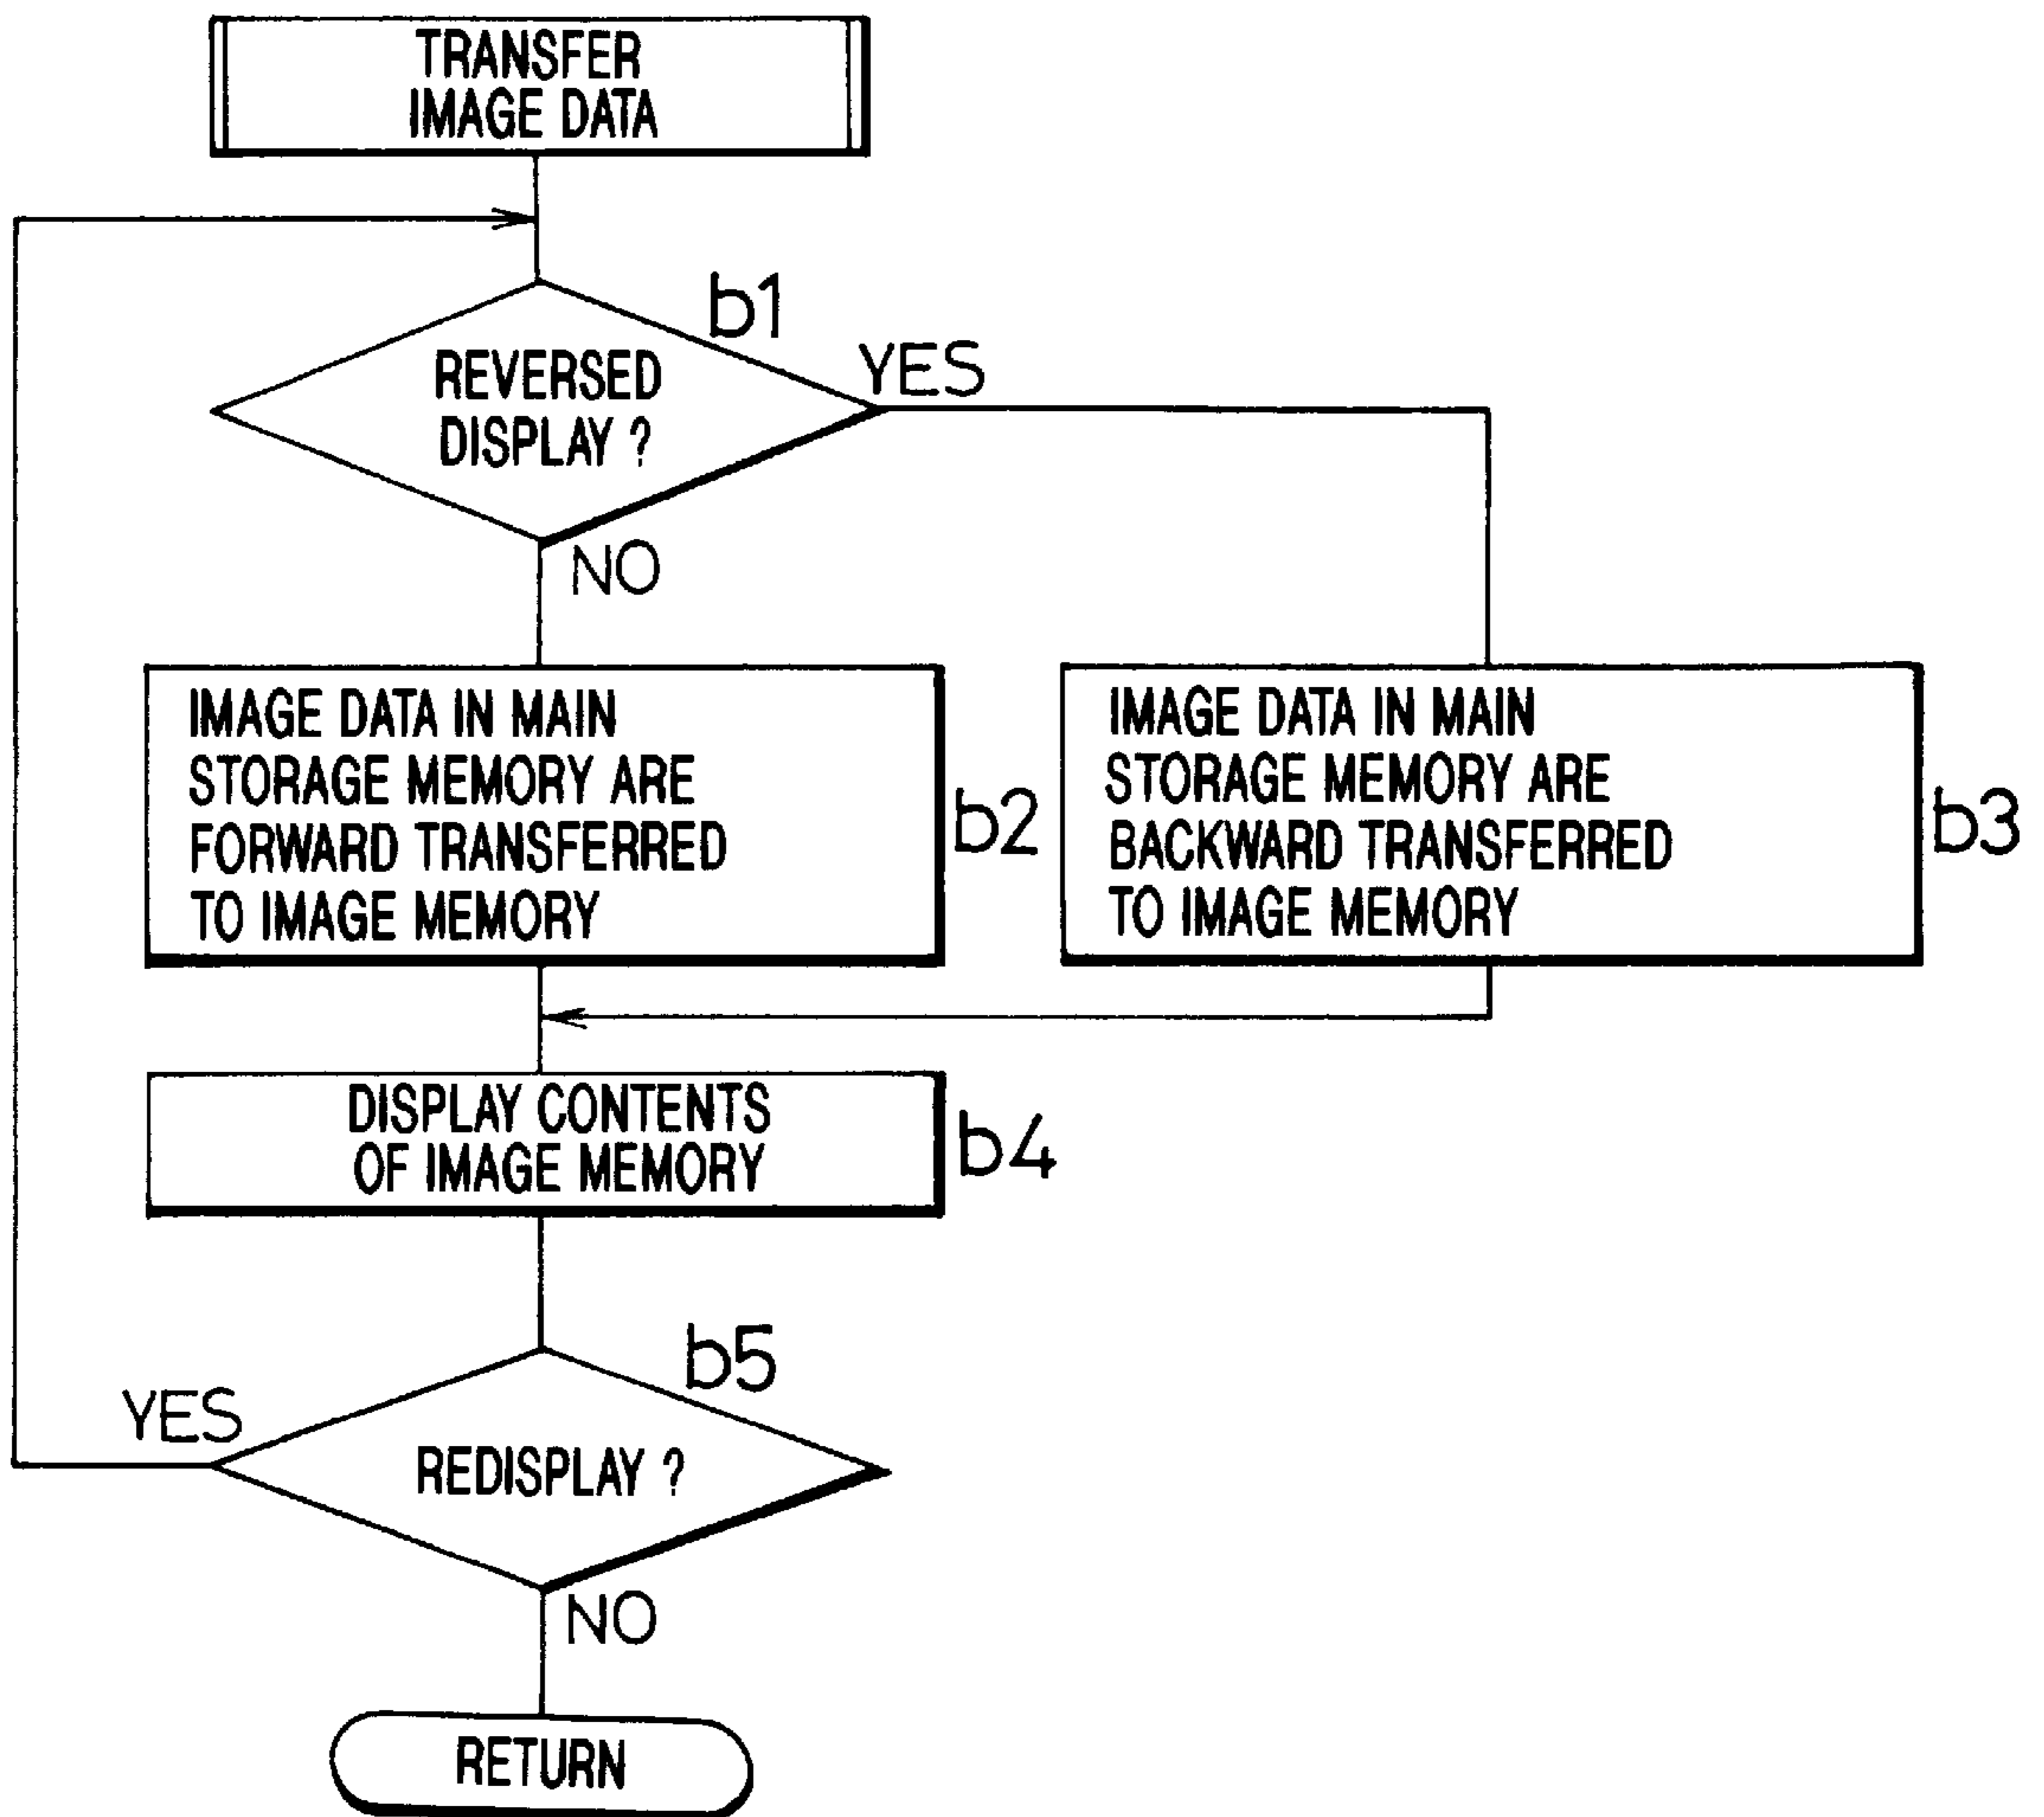 TRANSFER
IMAGE DATA
b1
REVERSED
DISPLAY ?
YES
NO
IMAGE DATA IN MAIN
STORAGE MEMORY ARE
FORWARD TRANSFERRED
TO IMAGE MEMORY
b2
IMAGE DATA IN MAIN
STORAGE MEMORY ARE
BACKWARD TRANSFERRED
TO IMAGE MEMORY
b3
DISPLAY CONTENTS
OF IMAGE MEMORY
b4
b5
YES
REDISPLAY ?
NO
RETURN